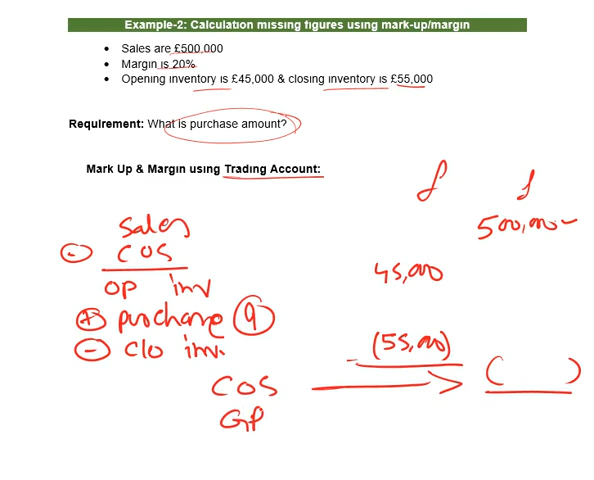 Example-2: Calculation missing figures using mark-up/margin
• Sales are £500,000
• Margin is 20%
• Opening inventory is £45,000 & closing inventory is £55,000
Requirement: What is purchase amount?
Mark Up & Margin using Trading Account:
£ £
Sales 500,000
- COS
OP inv 45,000
+ purchase ?
- clo inv. (55,000)
COS ( )
GP